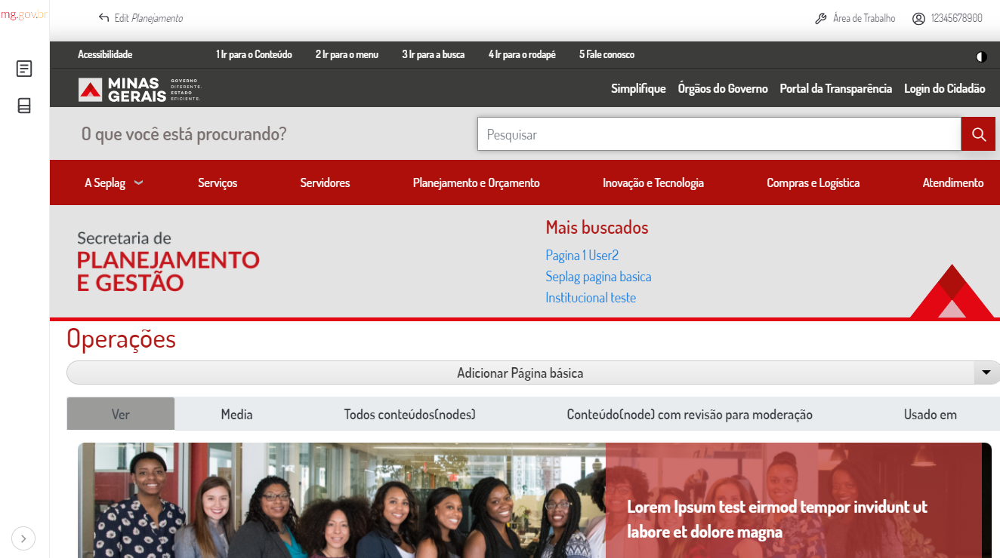 mg.gov.br
Edit Planejamento
Área de Trabalho
12345678900
Acessibilidade
1 Ir para o Conteúdo
2 Ir para o menu
3 Ir para a busca
4 Ir para o rodapé
5 Fale conosco
MINAS GERAIS
GOVERNO
DIFERENTE.
ESTADO
EFICIENTE.
Simplifique
Órgãos do Governo
Portal da Transparência
Login do Cidadão
O que você está procurando?
Pesquisar
A Seplag
Serviços
Servidores
Planejamento e Orçamento
Inovação e Tecnologia
Compras e Logística
Atendimento
Secretaria de
PLANEJAMENTO
E GESTÃO
Mais buscados
Pagina 1 User2
Seplag pagina basica
Institucional teste
Operações
Adicionar Página básica
Ver
Media
Todos conteúdos(nodes)
Conteúdo(node) com revisão para moderação
Usado em
Lorem Ipsum test eirmod tempor invidunt ut
labore et dolore magna